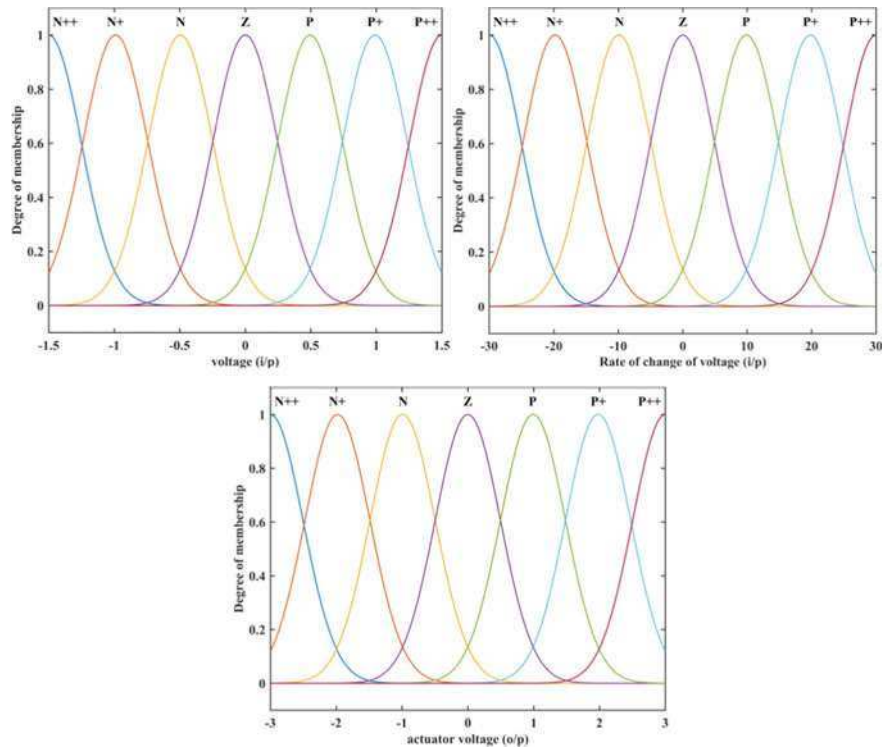 N++ N+ N Z P P+ P++
1
0.8
0.6
0.4
0.2
0
Degree of membership
-1.5 -1 -0.5 0 0.5 1 1.5
voltage (i/p)
N++ N+ N Z P P+ P++
1
0.8
0.6
0.4
0.2
0
Degree of membership
-30 -20 -10 0 10 20 30
Rate of change of voltage (i/p)
N++ N+ N Z P P+ P++
1
0.8
0.6
0.4
0.2
0
Degree of membership
-3 -2 -1 0 1 2 3
actuator voltage (o/p)